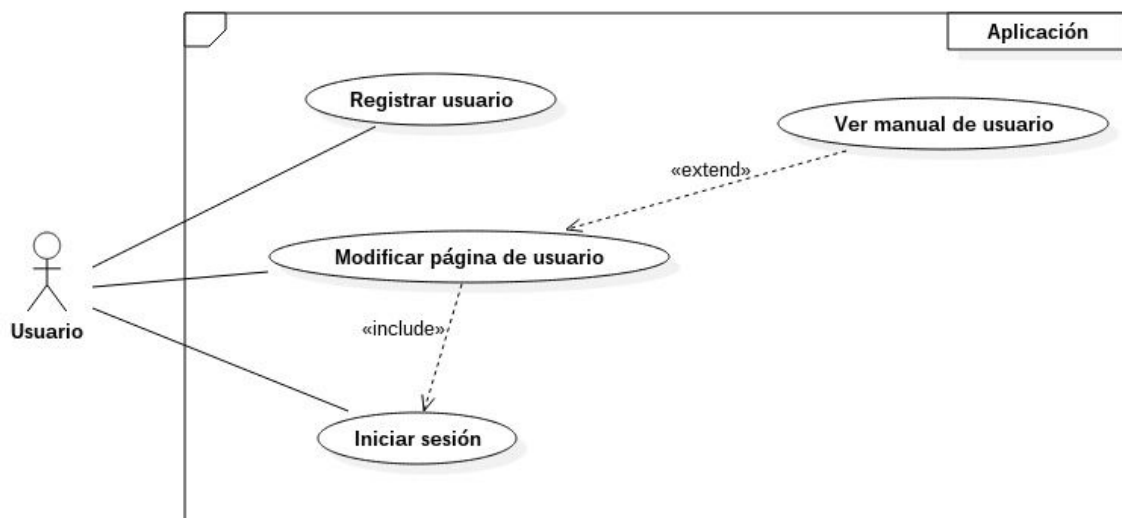 Aplicación
Registrar usuario
Ver manual de usuario
«extend»
Modificar página de usuario
Usuario
«include»
Iniciar sesión